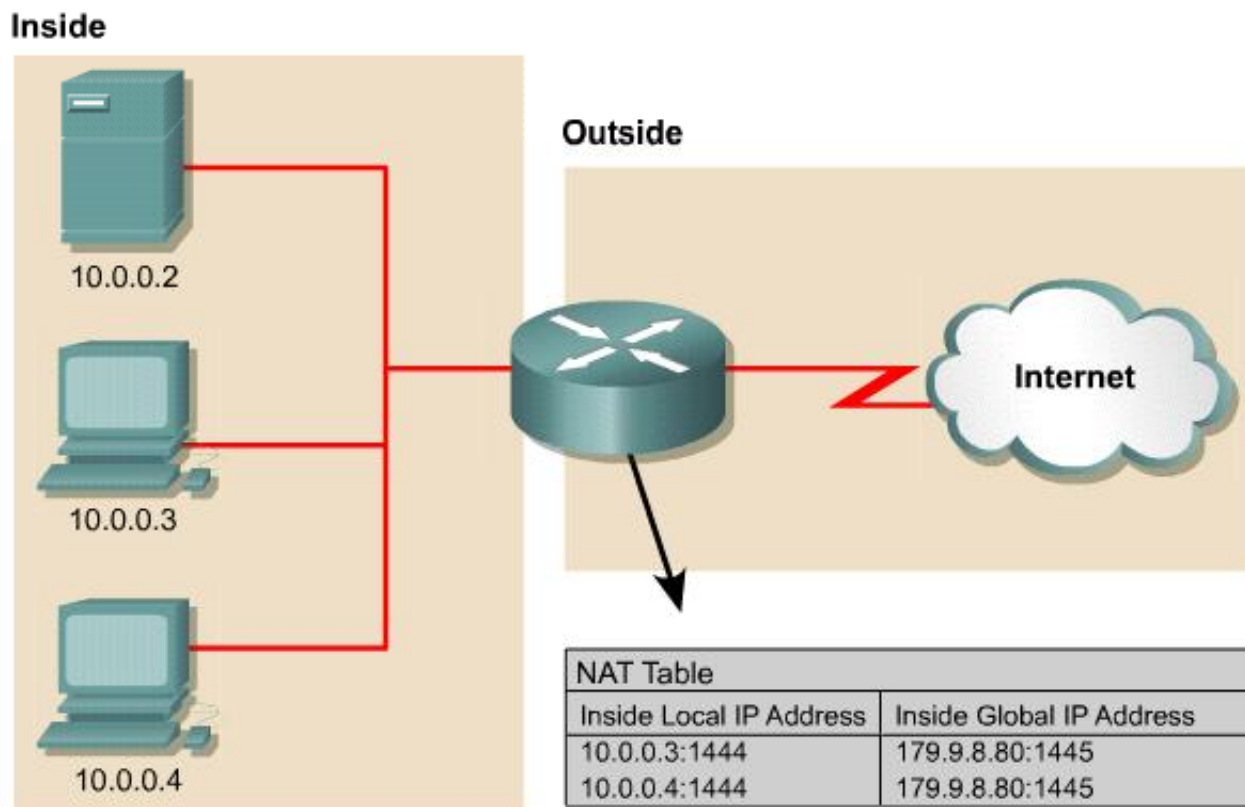 Inside
10.0.0.2
10.0.0.3
10.0.0.4
Outside
Internet
NAT Table
Inside Local IP Address Inside Global IP Address
10.0.0.3:1444 179.9.8.80:1445
10.0.0.4:1444 179.9.8.80:1445